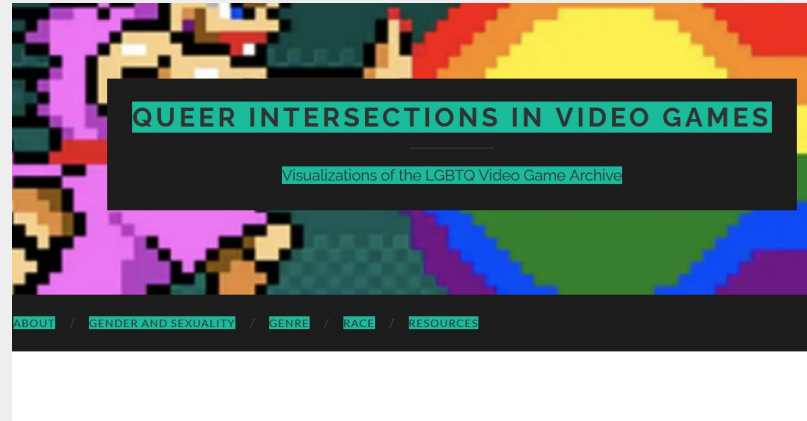 QUEER INTERSECTIONS IN VIDEO GAMES
Visualizations of the LGBTQ Video Game Archive
ABOUT / GENDER AND SEXUALITY / GENRE / RACE / RESOURCES